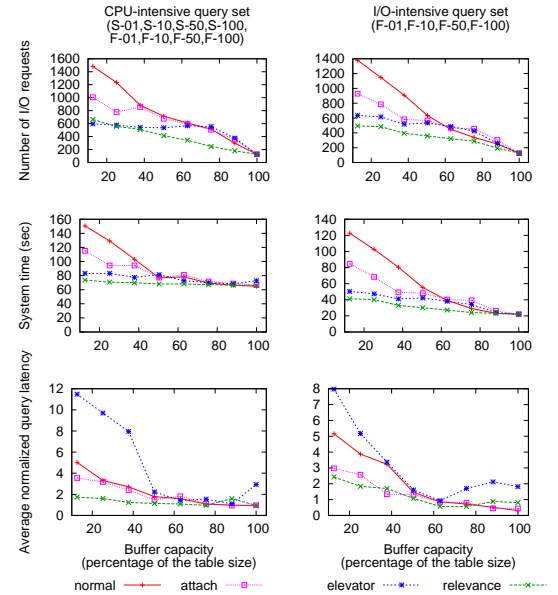 CPU-intensive query set
(S-01,S-10,S-50,S-100,
F-01,F-10,F-50,F-100)
I/O-intensive query set
(F-01,F-10,F-50,F-100)
Number of I/O requests
1600
1400
1200
1000
800
600
400
200
0
20 40 60 80 100
1400
1200
1000
800
600
400
200
0
20 40 60 80 100
System time (sec)
160
140
120
100
80
60
40
20
0
20 40 60 80 100
140
120
100
80
60
40
20
0
20 40 60 80 100
Average normalized query latency
12
10
8
6
4
2
0
20 40 60 80 100
Buffer capacity
(percentage of the table size)
8
7
6
5
4
3
2
1
0
20 40 60 80 100
Buffer capacity
(percentage of the table size)
normal attach elevator relevance